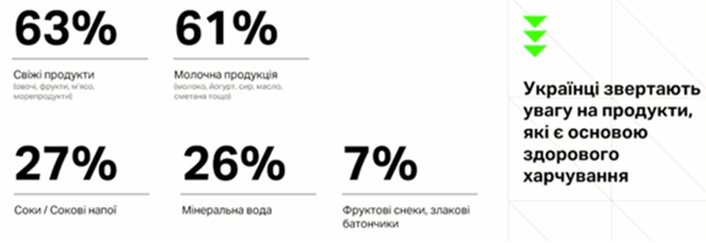 63%
61%
Свіжі продукти
(овочі, фрукти, м'ясо,
морепродукти)
Молочна продукція
(молоко, йогурт, сир, масло,
сметана тощо)
27%
26%
7%
Соки / Сокові напої
Мінеральна вода
Фруктові снеки, злакові
батончики
Українці звертають
увагу на продукти,
які є основою
здорового
харчування